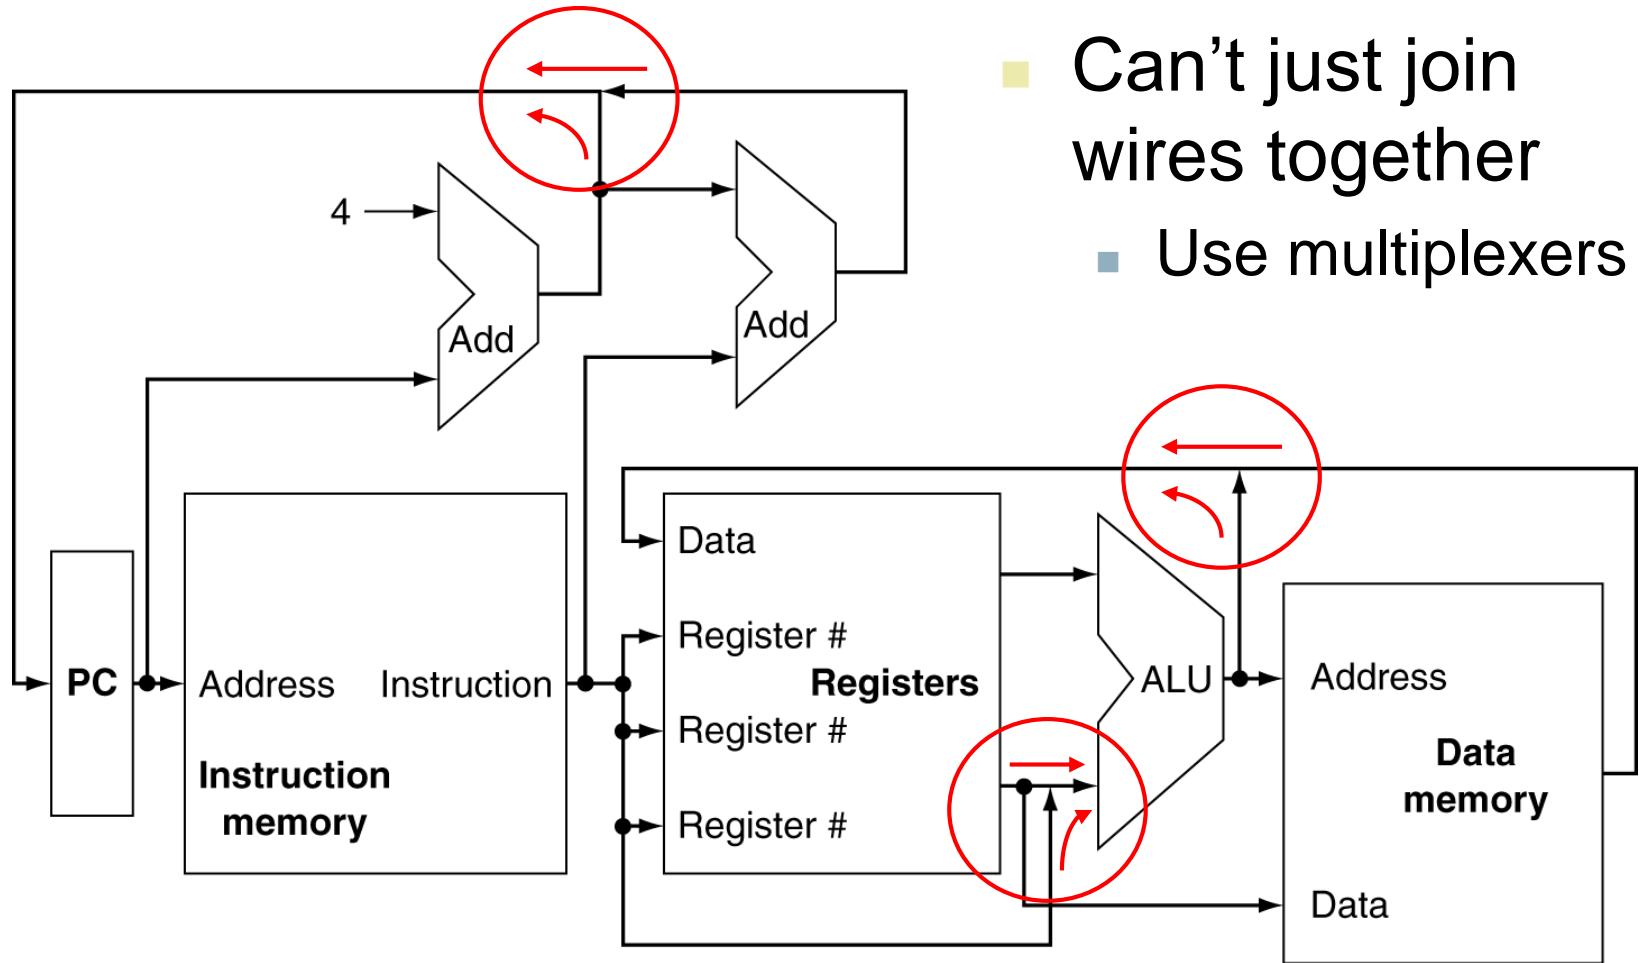 Can't just join
wires together
Use multiplexers
4
Add
Add
Data
Register #
Registers
Register #
Register #
PC
Address
Instruction
Instruction
memory
ALU
Address
Data
memory
Data